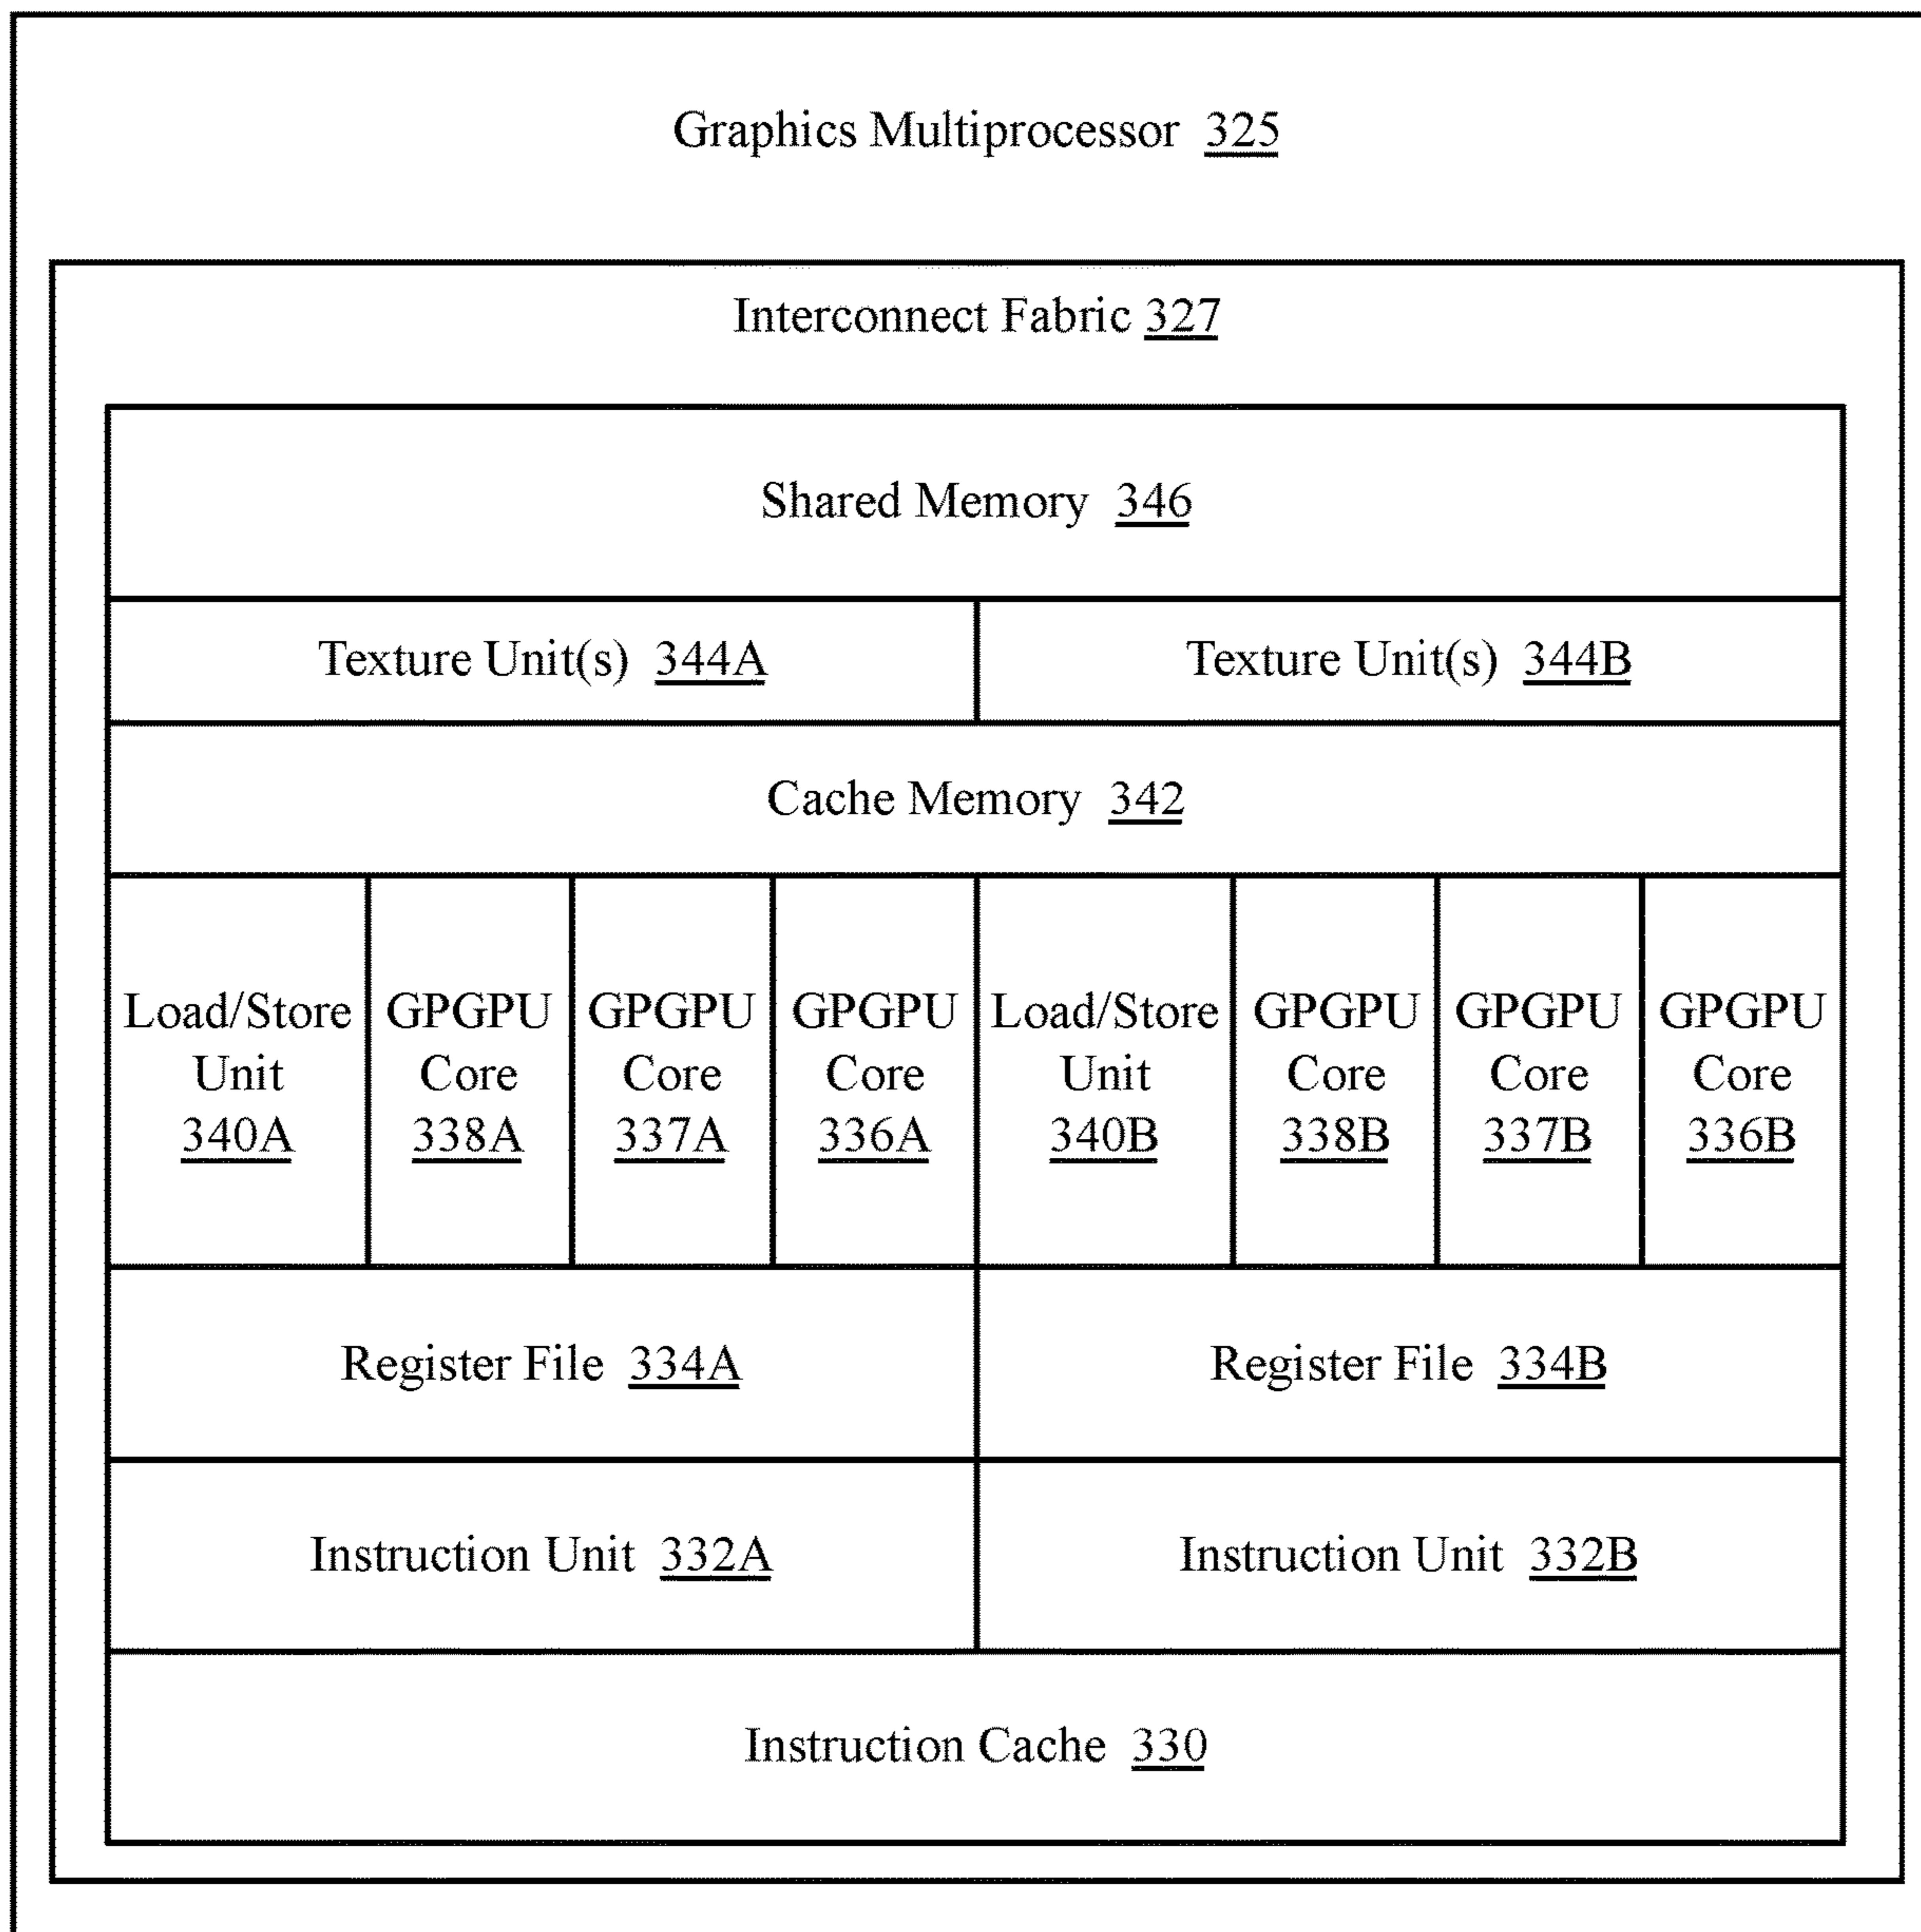 Graphics Multiprocessor 325
Interconnect Fabric 327
Shared Memory 346
Texture Unit(s) 344A
Texture Unit(s) 344B
Cache Memory 342
Load/Store
Unit
340A
GPGPU
Core
338A
GPGPU
Core
337A
GPGPU
Core
336A
Load/Store
Unit
340B
GPGPU
Core
338B
GPGPU
Core
337B
GPGPU
Core
336B
Register File 334A
Register File 334B
Instruction Unit 332A
Instruction Unit 332B
Instruction Cache 330